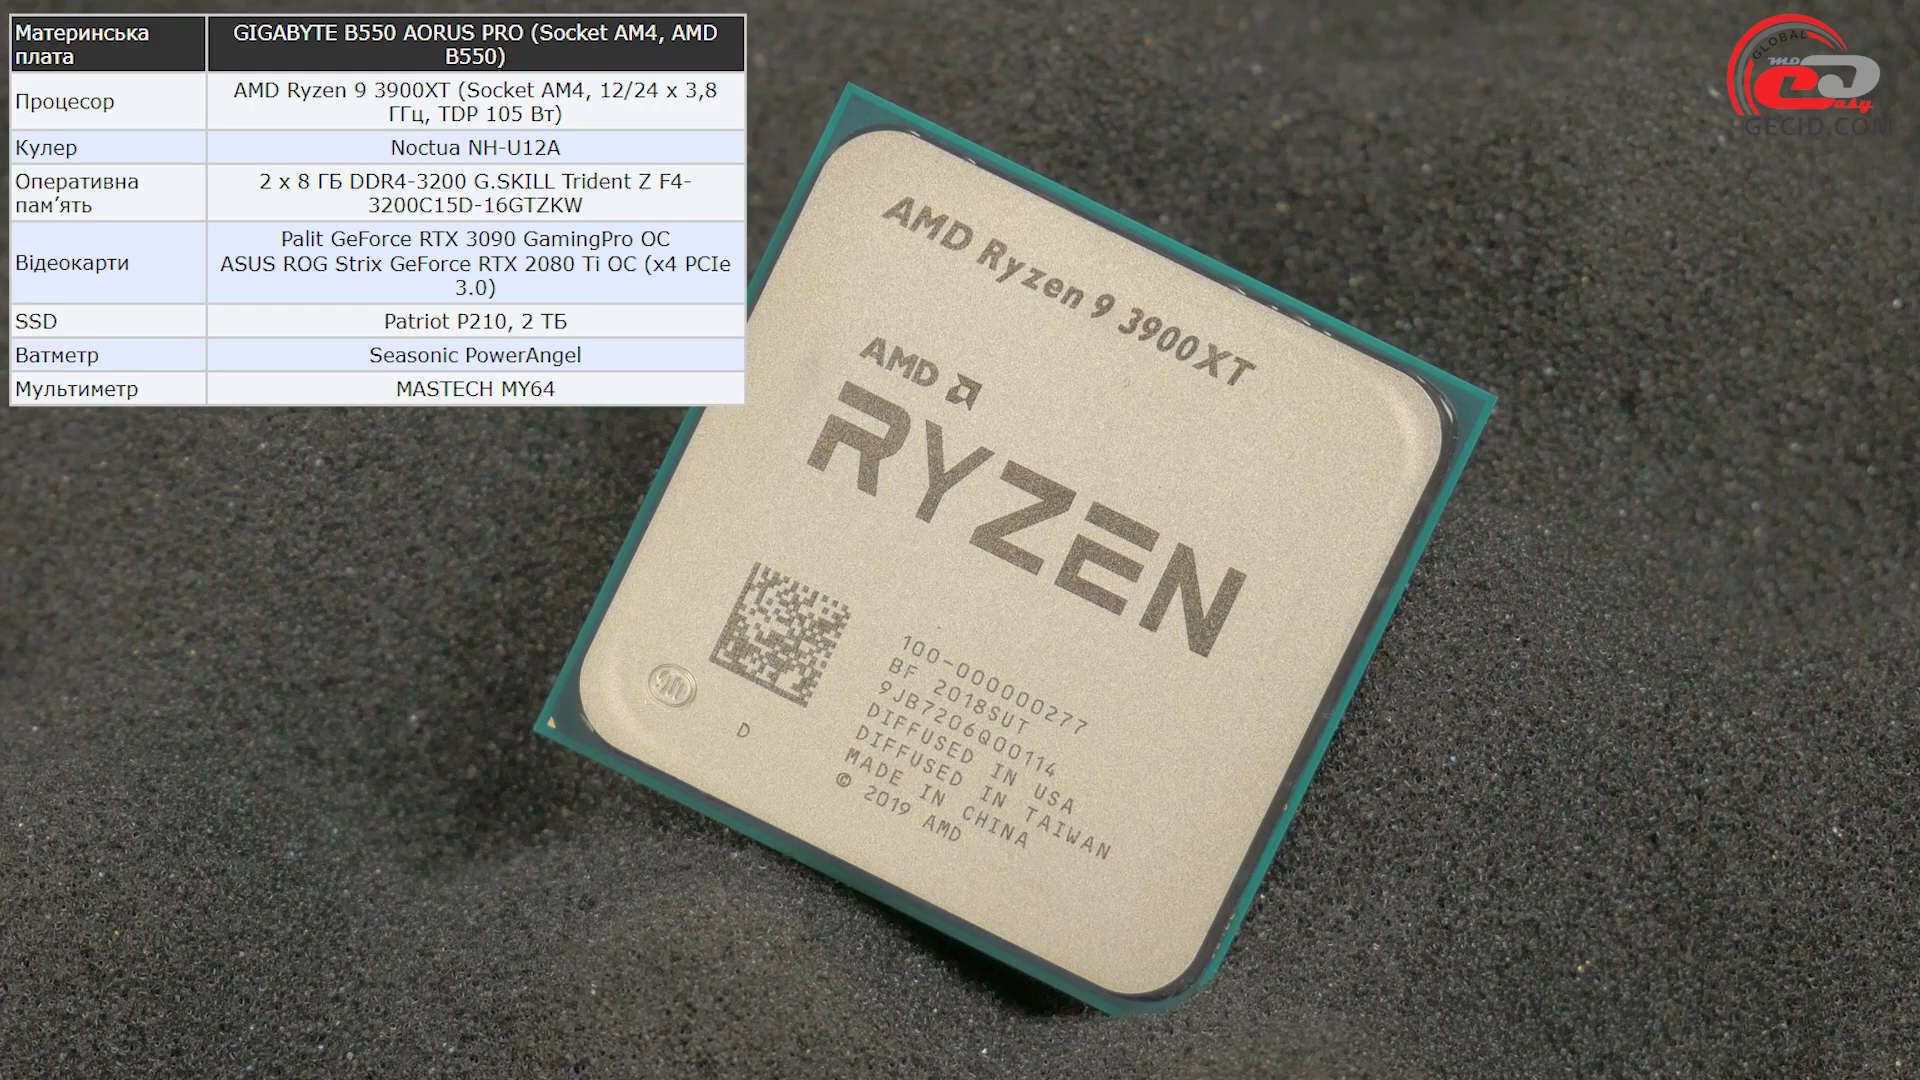 Материнська
плата
GIGABYTE B550 AORUS PRO (Socket AM4, AMD
B550)
Процесор
AMD Ryzen 9 3900XT (Socket AM4, 12/24 x 3,8
ГГц, TDP 105 Вт)
Кулер
Noctua NH-U12A
Оперативна
пам’ять
2 x 8 ГБ DDR4-3200 G.SKILL Trident Z F4-
3200C15D-16GTZKW
Відеокарти
Palit GeForce RTX 3090 GamingPro OC
ASUS ROG Strix GeForce RTX 2080 Ti OC (x4 PCIe
3.0)
SSD
Patriot P210, 2 ТБ
Ватметр
Seasonic PowerAngel
Мультиметр
MASTECH MY64
GLOBAL
mo
easy
GECID.COM
AMD Ryzen 9 3900XT
AMD
RYZEN
100-000000277
BF 2018SUT
9JB7206Q00114
DIFFUSED IN USA
DIFFUSED IN TAIWAN
MADE IN CHINA
© 2019 AMD
D